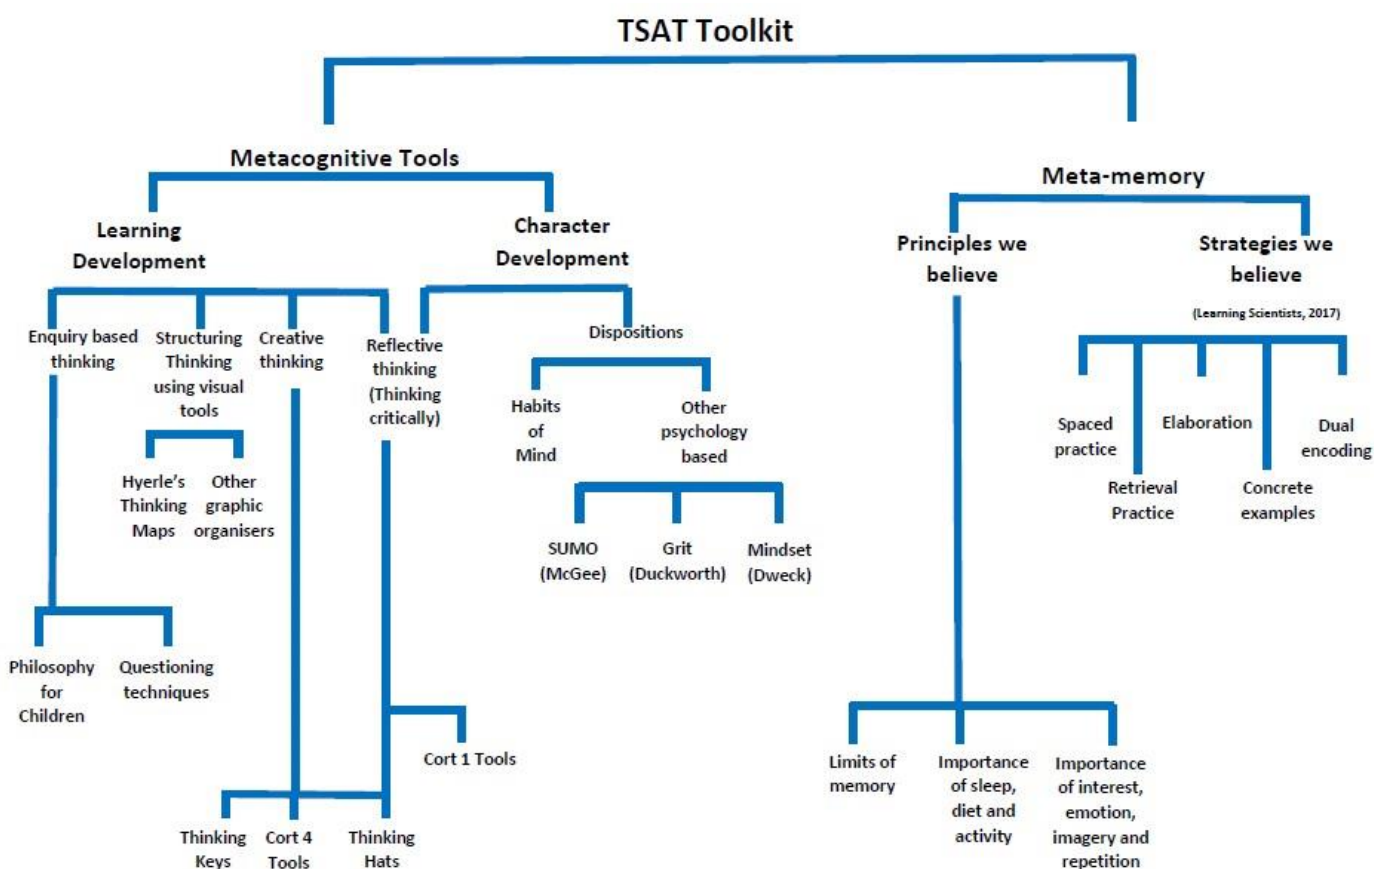 TSAT Toolkit
Metacognitive Tools
Meta-memory
Learning
Development
Character
Development
Principles we
believe
Strategies we
believe
(Learning Scientists, 2017)
Enquiry based
thinking
Structuring
Thinking
using visual
tools
Creative
thinking
Reflective
thinking
(Thinking
critically)
Dispositions
Habits
of
Mind
Other
psychology
based
Spaced
practice
Retrieval
Practice
Elaboration
Concrete
examples
Dual
encoding
Hyerle's
Thinking
Maps
Other
graphic
organisers
SUMO
(McGee)
Grit
(Duckworth)
Mindset
(Dweck)
Philosophy
for
Children
Questioning
techniques
Cort 1 Tools
Thinking
Keys
Cort 4
Tools
Thinking
Hats
Limits of
memory
Importance
of sleep,
diet and
activity
Importance
of interest,
emotion,
imagery and
repetition